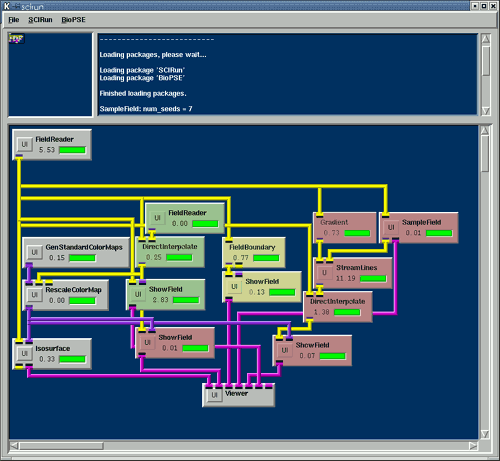 SCIRun
File SCIRun BioPSE
Loading packages, please wait...
Loading package 'SCIRun'
Loading package 'BioPSE'
Finished loading packages.
SampleField: num_seeds = 7
UI FieldReader
5.53
UI FieldReader
0.00
UI Gradient
0.73
UI SampleField
0.01
UI GenStandardColorMaps
0.15
UI DirectInterpolate
0.25
UI FieldBoundary
0.77
UI StreamLines
11.19
UI RescaleColorMap
0.00
UI ShowField
2.83
UI ShowField
0.13
UI DirectInterpolate
1.38
UI Isosurface
0.33
UI ShowField
0.01
UI ShowField
0.07
UI Viewer